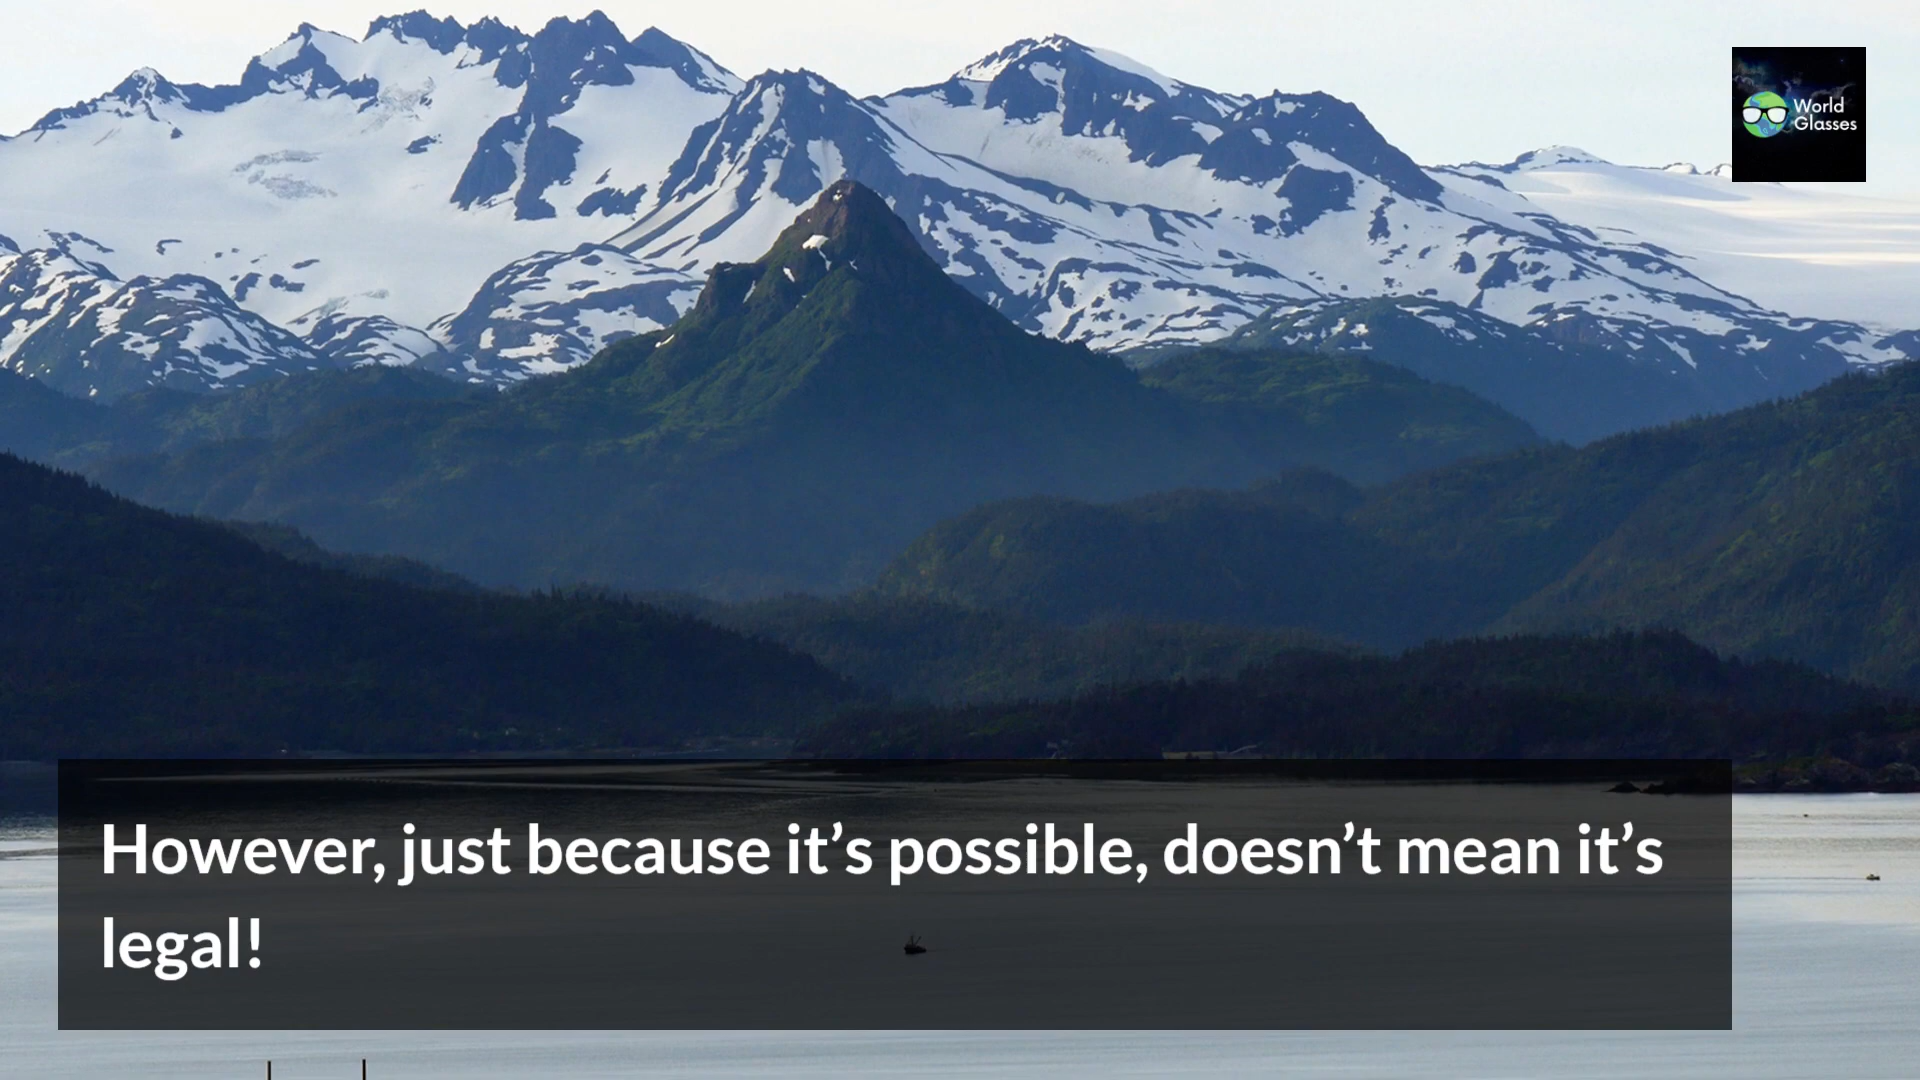 World
Glasses
However, just because it’s possible, doesn’t mean it’s
legal!